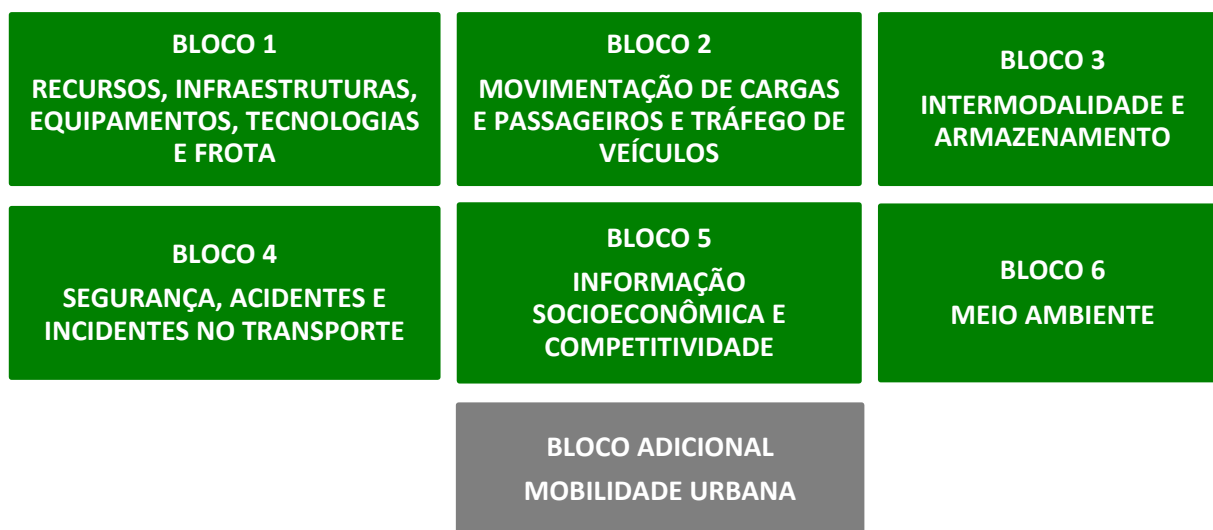 BLOCO 1
RECURSOS, INFRAESTRUTURAS,
EQUIPAMENTOS, TECNOLOGIAS
E FROTA
BLOCO 2
MOVIMENTAÇÃO DE CARGAS
E PASSAGEIROS E TRÁFEGO DE
VEÍCULOS
BLOCO 3
INTERMODALIDADE E
ARMAZENAMENTO
BLOCO 4
SEGURANÇA, ACIDENTES E
INCIDENTES NO TRANSPORTE
BLOCO 5
INFORMAÇÃO
SOCIOECONÔMICA E
COMPETITIVIDADE
BLOCO 6
MEIO AMBIENTE
BLOCO ADICIONAL
MOBILIDADE URBANA